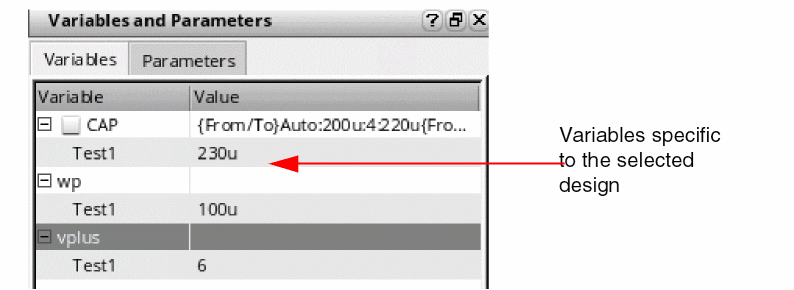 Variables and Parameters
Variables Parameters
Variable Value
CAP {From/To}Auto:200u:4:220u{Fro...
Test1 230u
wp
Test1 100u
vplus
Test1 6
Variables specific
to the selected
design